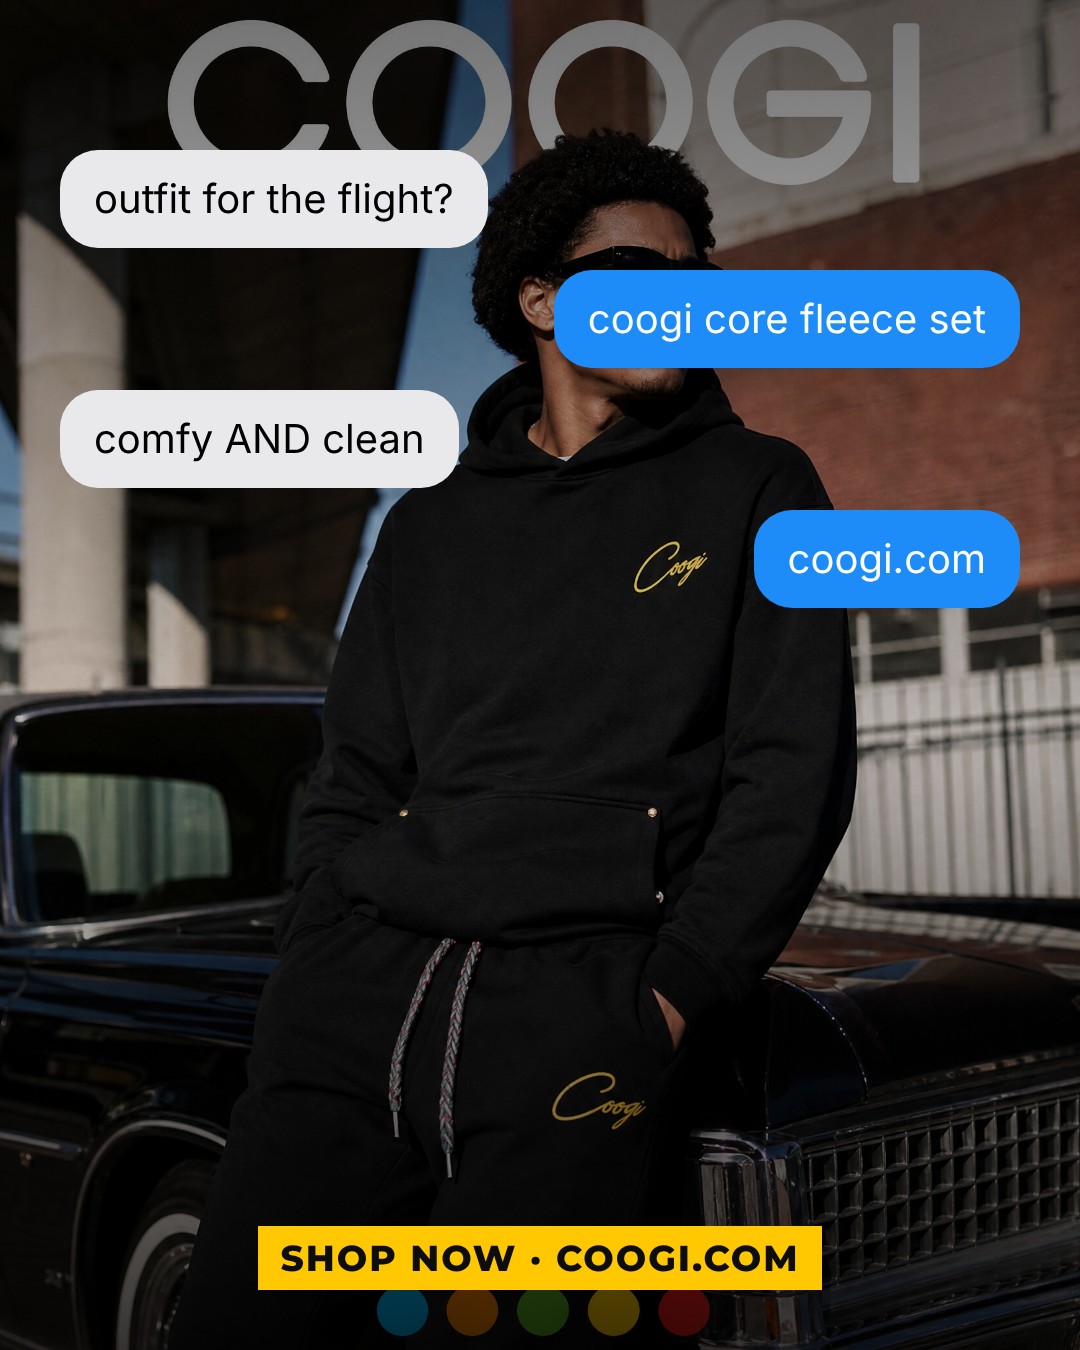 COOGI
outfit for the flight?
coogi core fleece set
comfy AND clean
coogi.com
Coogi
Coogi
SHOP NOW · COOGI.COM